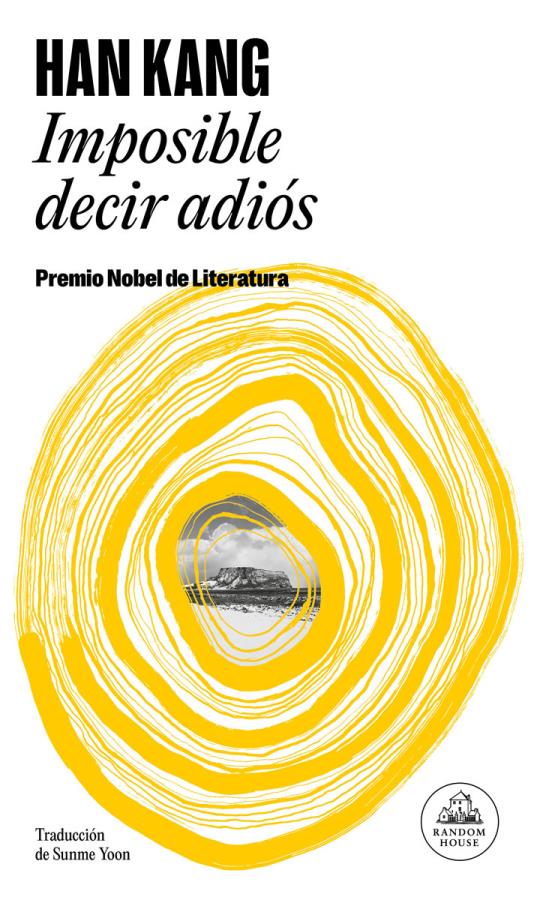 HAN KANG
Imposible
decir adiós
Premio Nobel de Literatura
Traducción
de Sunme Yoon
RANDOM
HOUSE